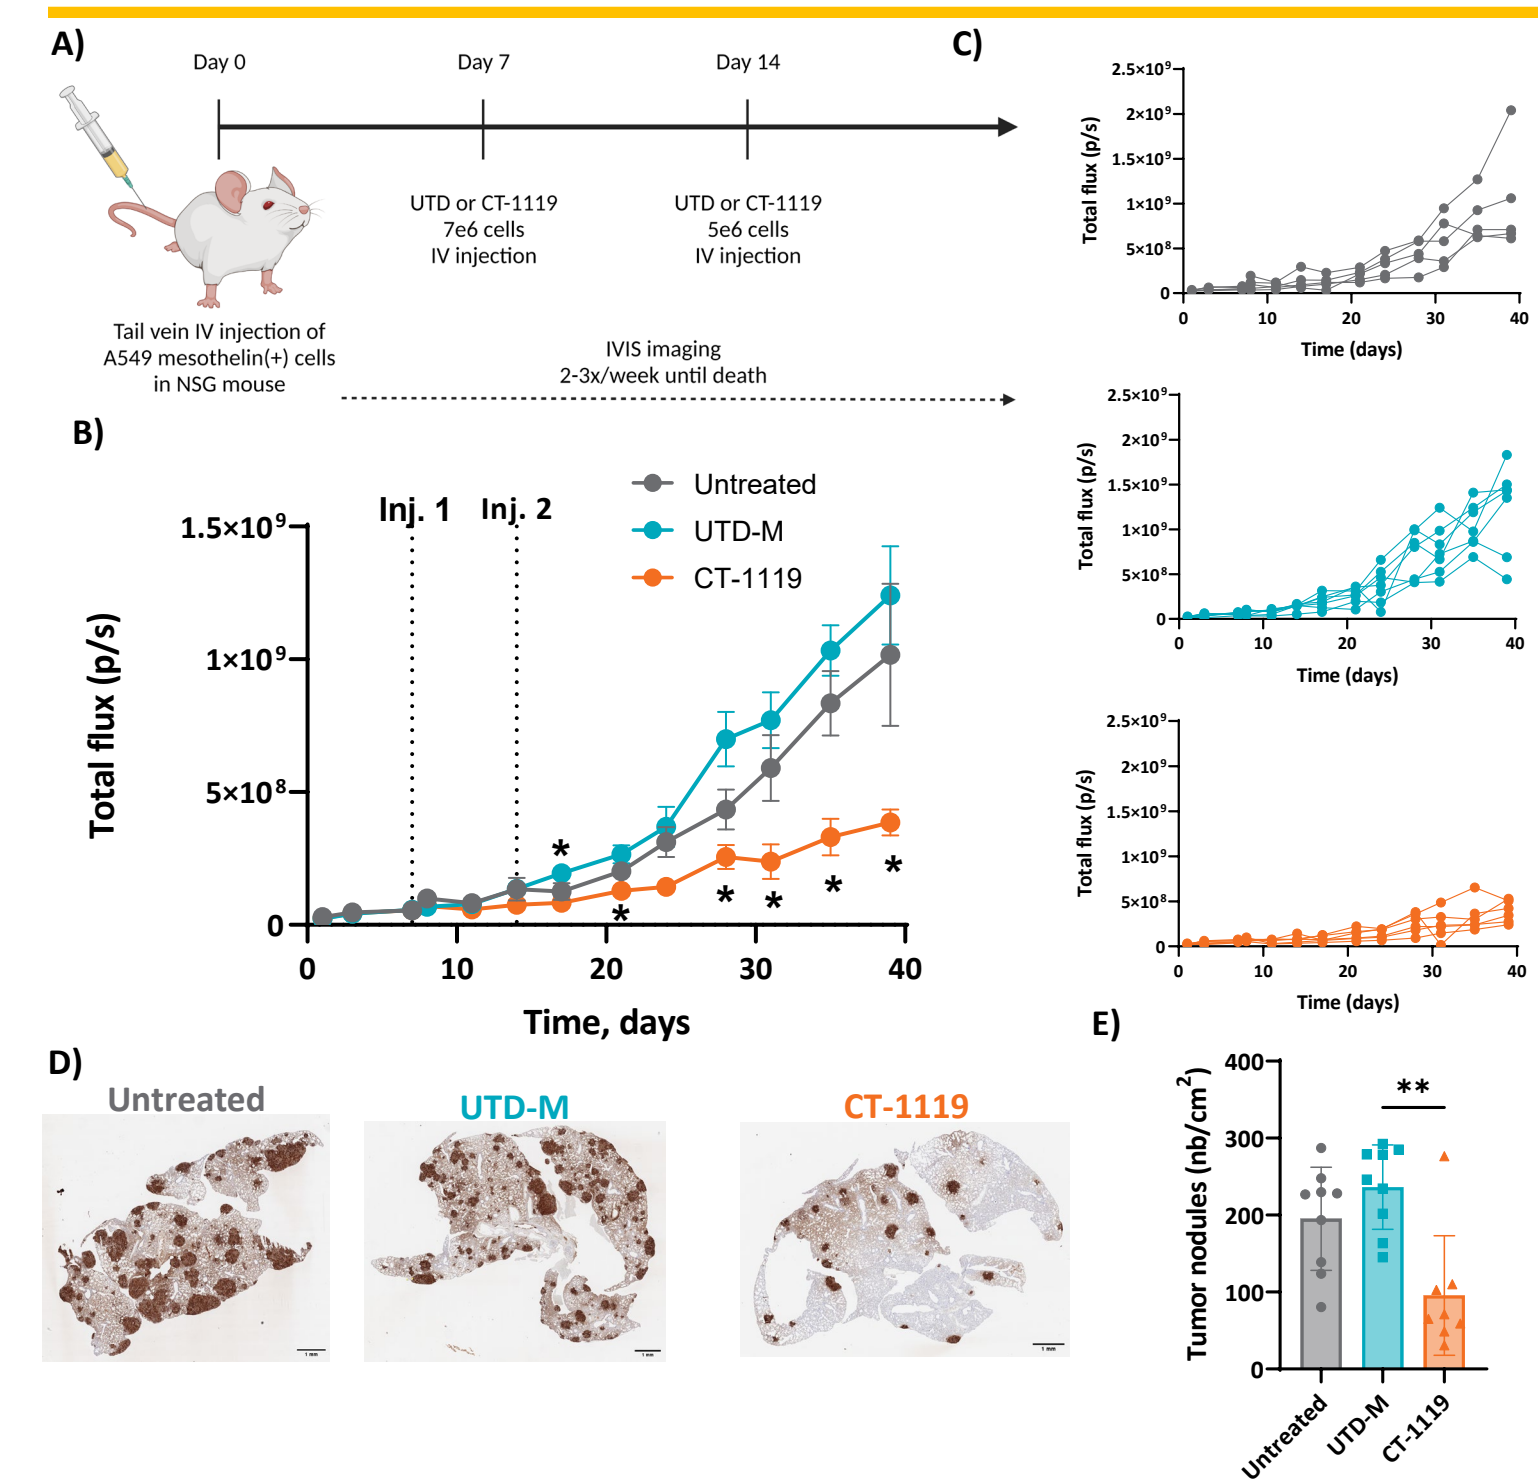 A)
Day 0
Day 7
Day 14
UTD or CT-1119
7e6 cells
IV injection
UTD or CT-1119
5e6 cells
IV injection
Tail vein IV injection of
A549 mesothelin(+) cells
in NSG mouse
IVIS imaging
2-3x/week until death
B)
Untreated
UTD-M
CT-1119
Inj. 1
Inj. 2
Total flux (p/s)
1.5×10⁹
1×10⁹
5×10⁸
0
*
*
*
*
*
*
0 10 20 30 40
Time, days
C)
Total flux (p/s)
2.5×10⁹
2×10⁹
1.5×10⁹
1×10⁹
5×10⁸
0
0 10 20 30 40
Time (days)
Total flux (p/s)
2.5×10⁹
2×10⁹
1.5×10⁹
1×10⁹
5×10⁸
0
0 10 20 30 40
Time (days)
Total flux (p/s)
2.5×10⁹
2×10⁹
1.5×10⁹
1×10⁹
5×10⁸
0
0 10 20 30 40
Time (days)
D)
Untreated
UTD-M
CT-1119
1 mm
1 mm
1 mm
E)
Tumor nodules (nb/cm²)
400
300
200
100
0
**
Untreated
UTD-M
CT-1119